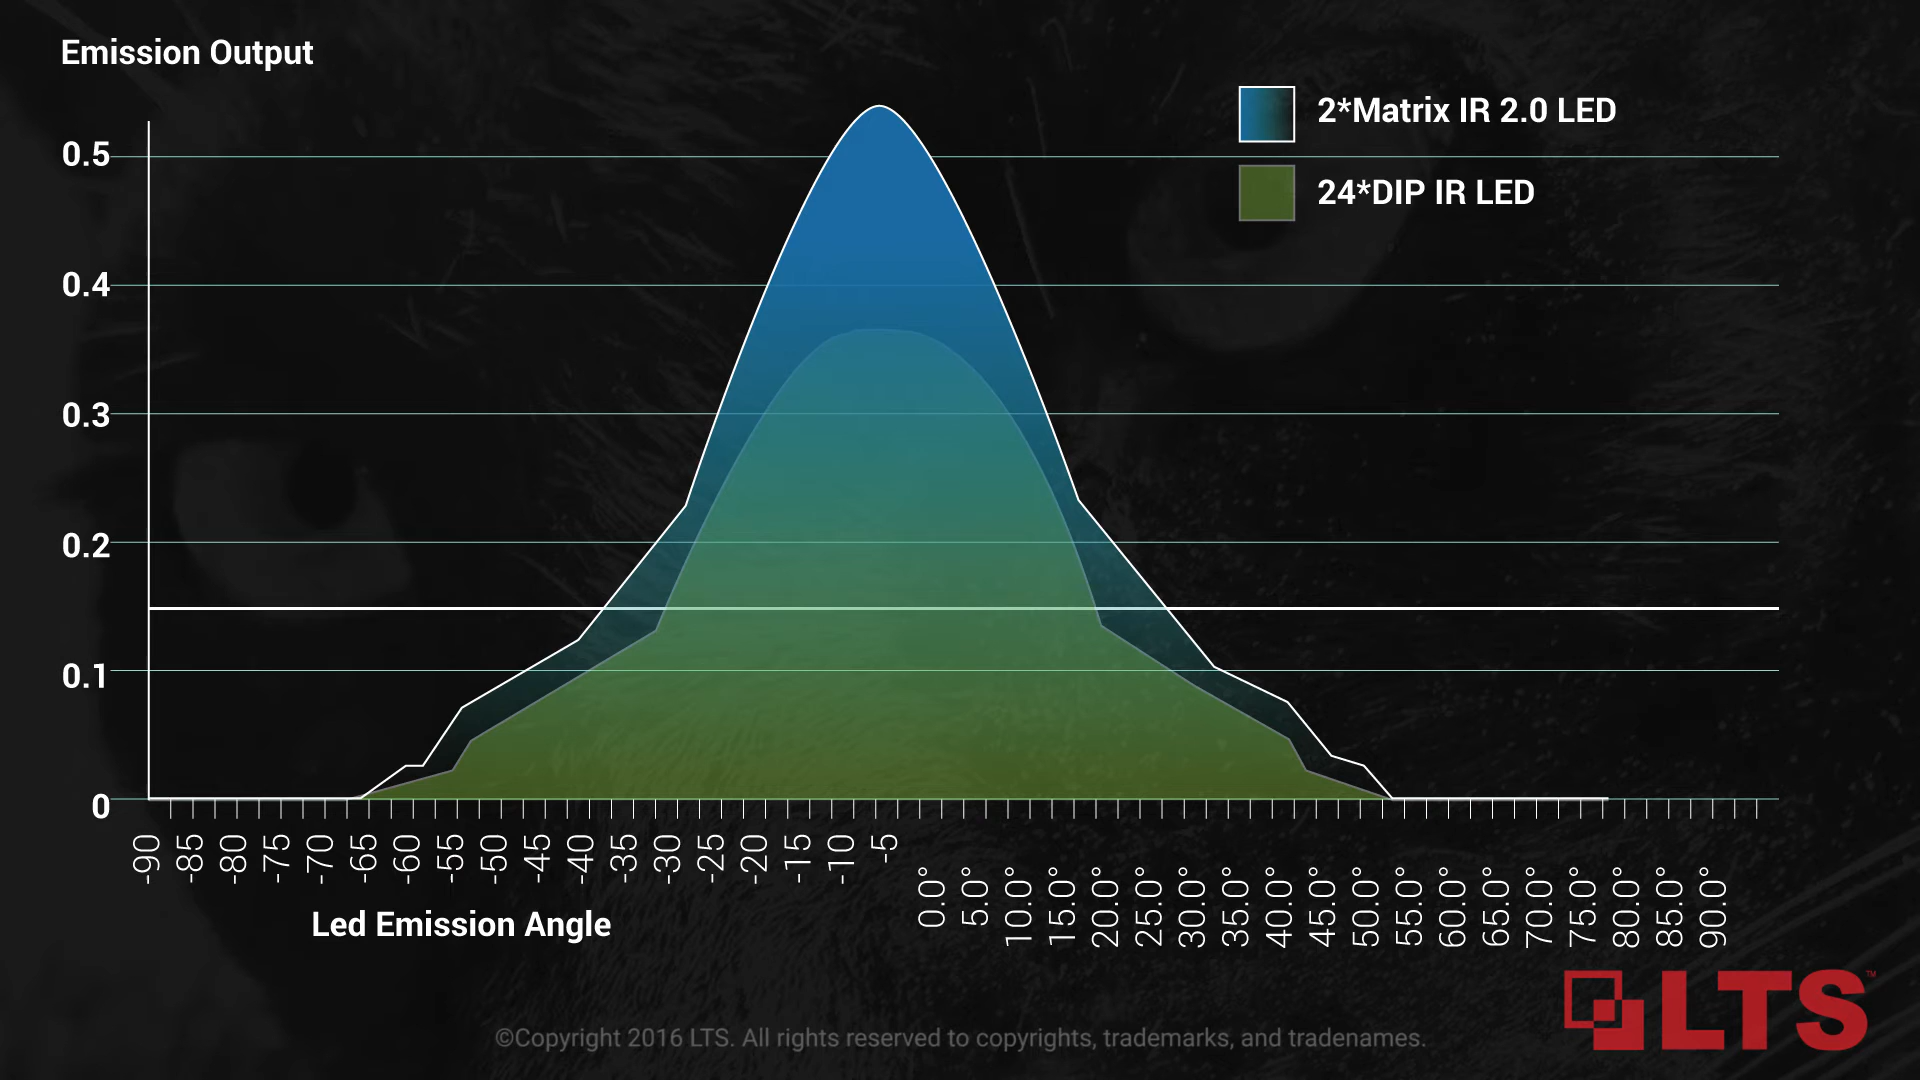 Emission Output
2*Matrix IR 2.0 LED
24*DIP IR LED
0.5
0.4
0.3
0.2
0.1
0
-90 -85 -80 -75 -70 -65 -60 -55 -50 -45 -40 -35 -30 -25 -20 -15 -10 -5 0.0° 5.0° 10.0° 15.0° 20.0° 25.0° 30.0° 35.0° 40.0° 45.0° 50.0° 55.0° 60.0° 65.0° 70.0° 75.0° 80.0° 85.0° 90.0°
Led Emission Angle
LTS™
©Copyright 2016 LTS. All rights reserved to copyrights, trademarks, and tradenames.